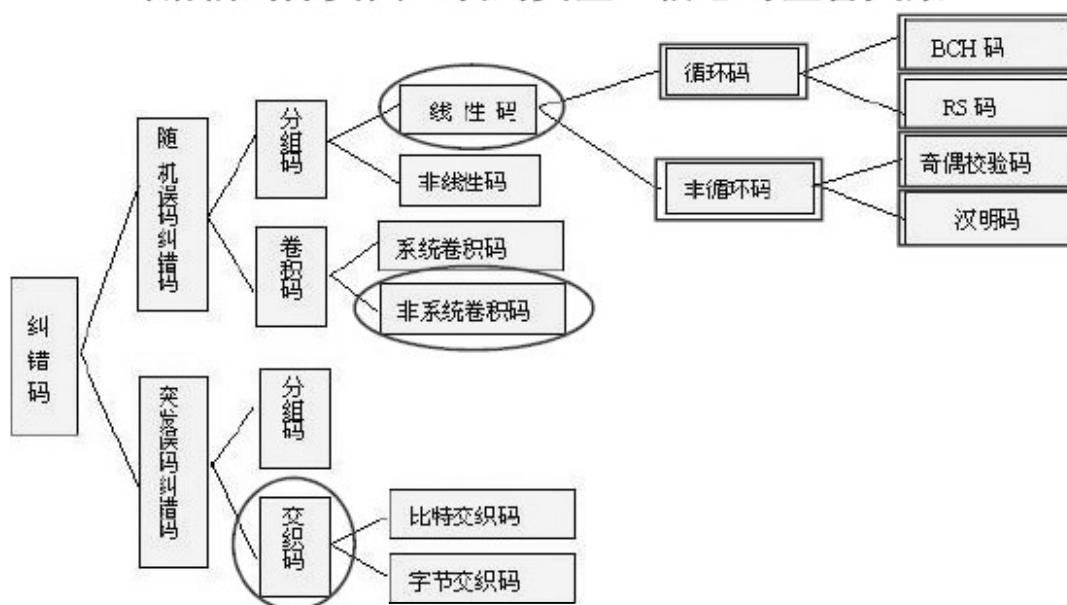 纠错码
随机误码纠错码
突发误码纠错码
分组码
卷积码
分组码
交织码
线性码
非线性码
系统卷积码
非系统卷积码
比特交织码
字节交织码
循环码
非循环码
BCH 码
RS 码
奇偶校验码
汉明码